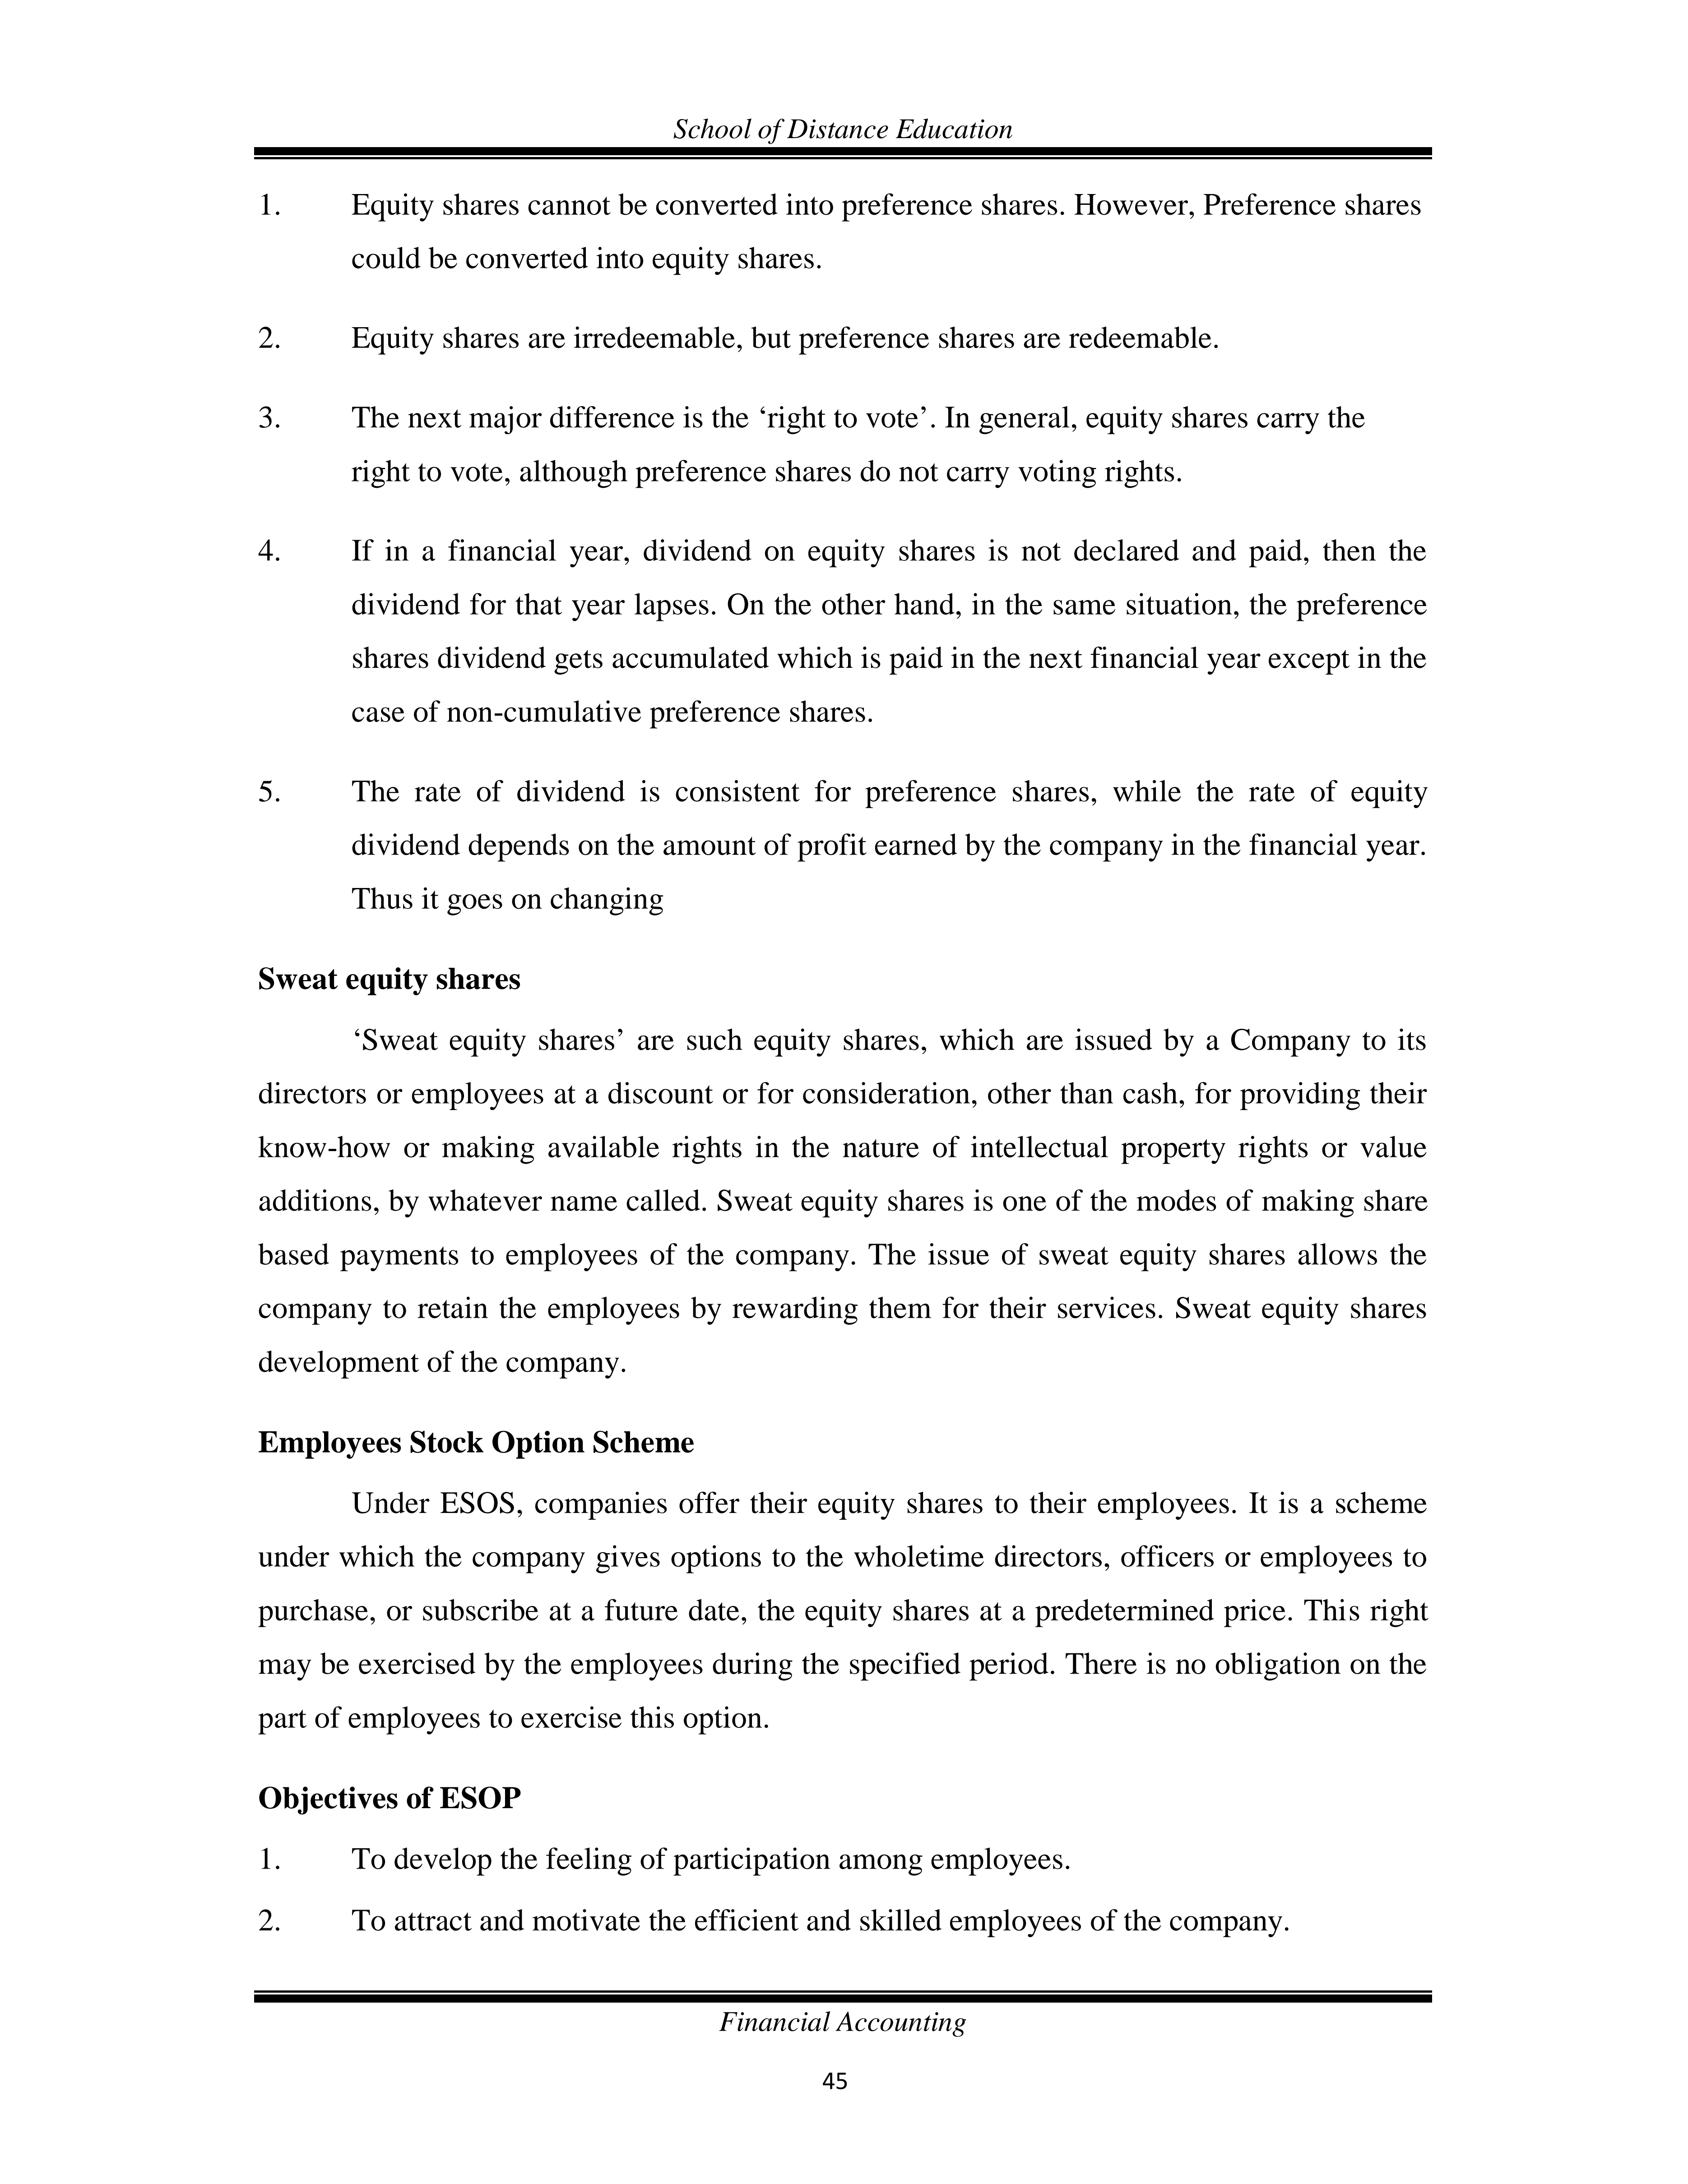 School of Distance Education
1. Equity shares cannot be converted into preference shares. However, Preference shares
could be converted into equity shares.
2. Equity shares are irredeemable, but preference shares are redeemable.
3. The next major difference is the ‘right to vote’. In general, equity shares carry the
right to vote, although preference shares do not carry voting rights.
4. If in a financial year, dividend on equity shares is not declared and paid, then the
dividend for that year lapses. On the other hand, in the same situation, the preference
shares dividend gets accumulated which is paid in the next financial year except in the
case of non-cumulative preference shares.
5. The rate of dividend is consistent for preference shares, while the rate of equity
dividend depends on the amount of profit earned by the company in the financial year.
Thus it goes on changing
Sweat equity shares
‘Sweat equity shares’ are such equity shares, which are issued by a Company to its
directors or employees at a discount or for consideration, other than cash, for providing their
know-how or making available rights in the nature of intellectual property rights or value
additions, by whatever name called. Sweat equity shares is one of the modes of making share
based payments to employees of the company. The issue of sweat equity shares allows the
company to retain the employees by rewarding them for their services. Sweat equity shares
development of the company.
Employees Stock Option Scheme
Under ESOS, companies offer their equity shares to their employees. It is a scheme
under which the company gives options to the wholetime directors, officers or employees to
purchase, or subscribe at a future date, the equity shares at a predetermined price. This right
may be exercised by the employees during the specified period. There is no obligation on the
part of employees to exercise this option.
Objectives of ESOP
1. To develop the feeling of participation among employees.
2. To attract and motivate the efficient and skilled employees of the company.
Financial Accounting
45